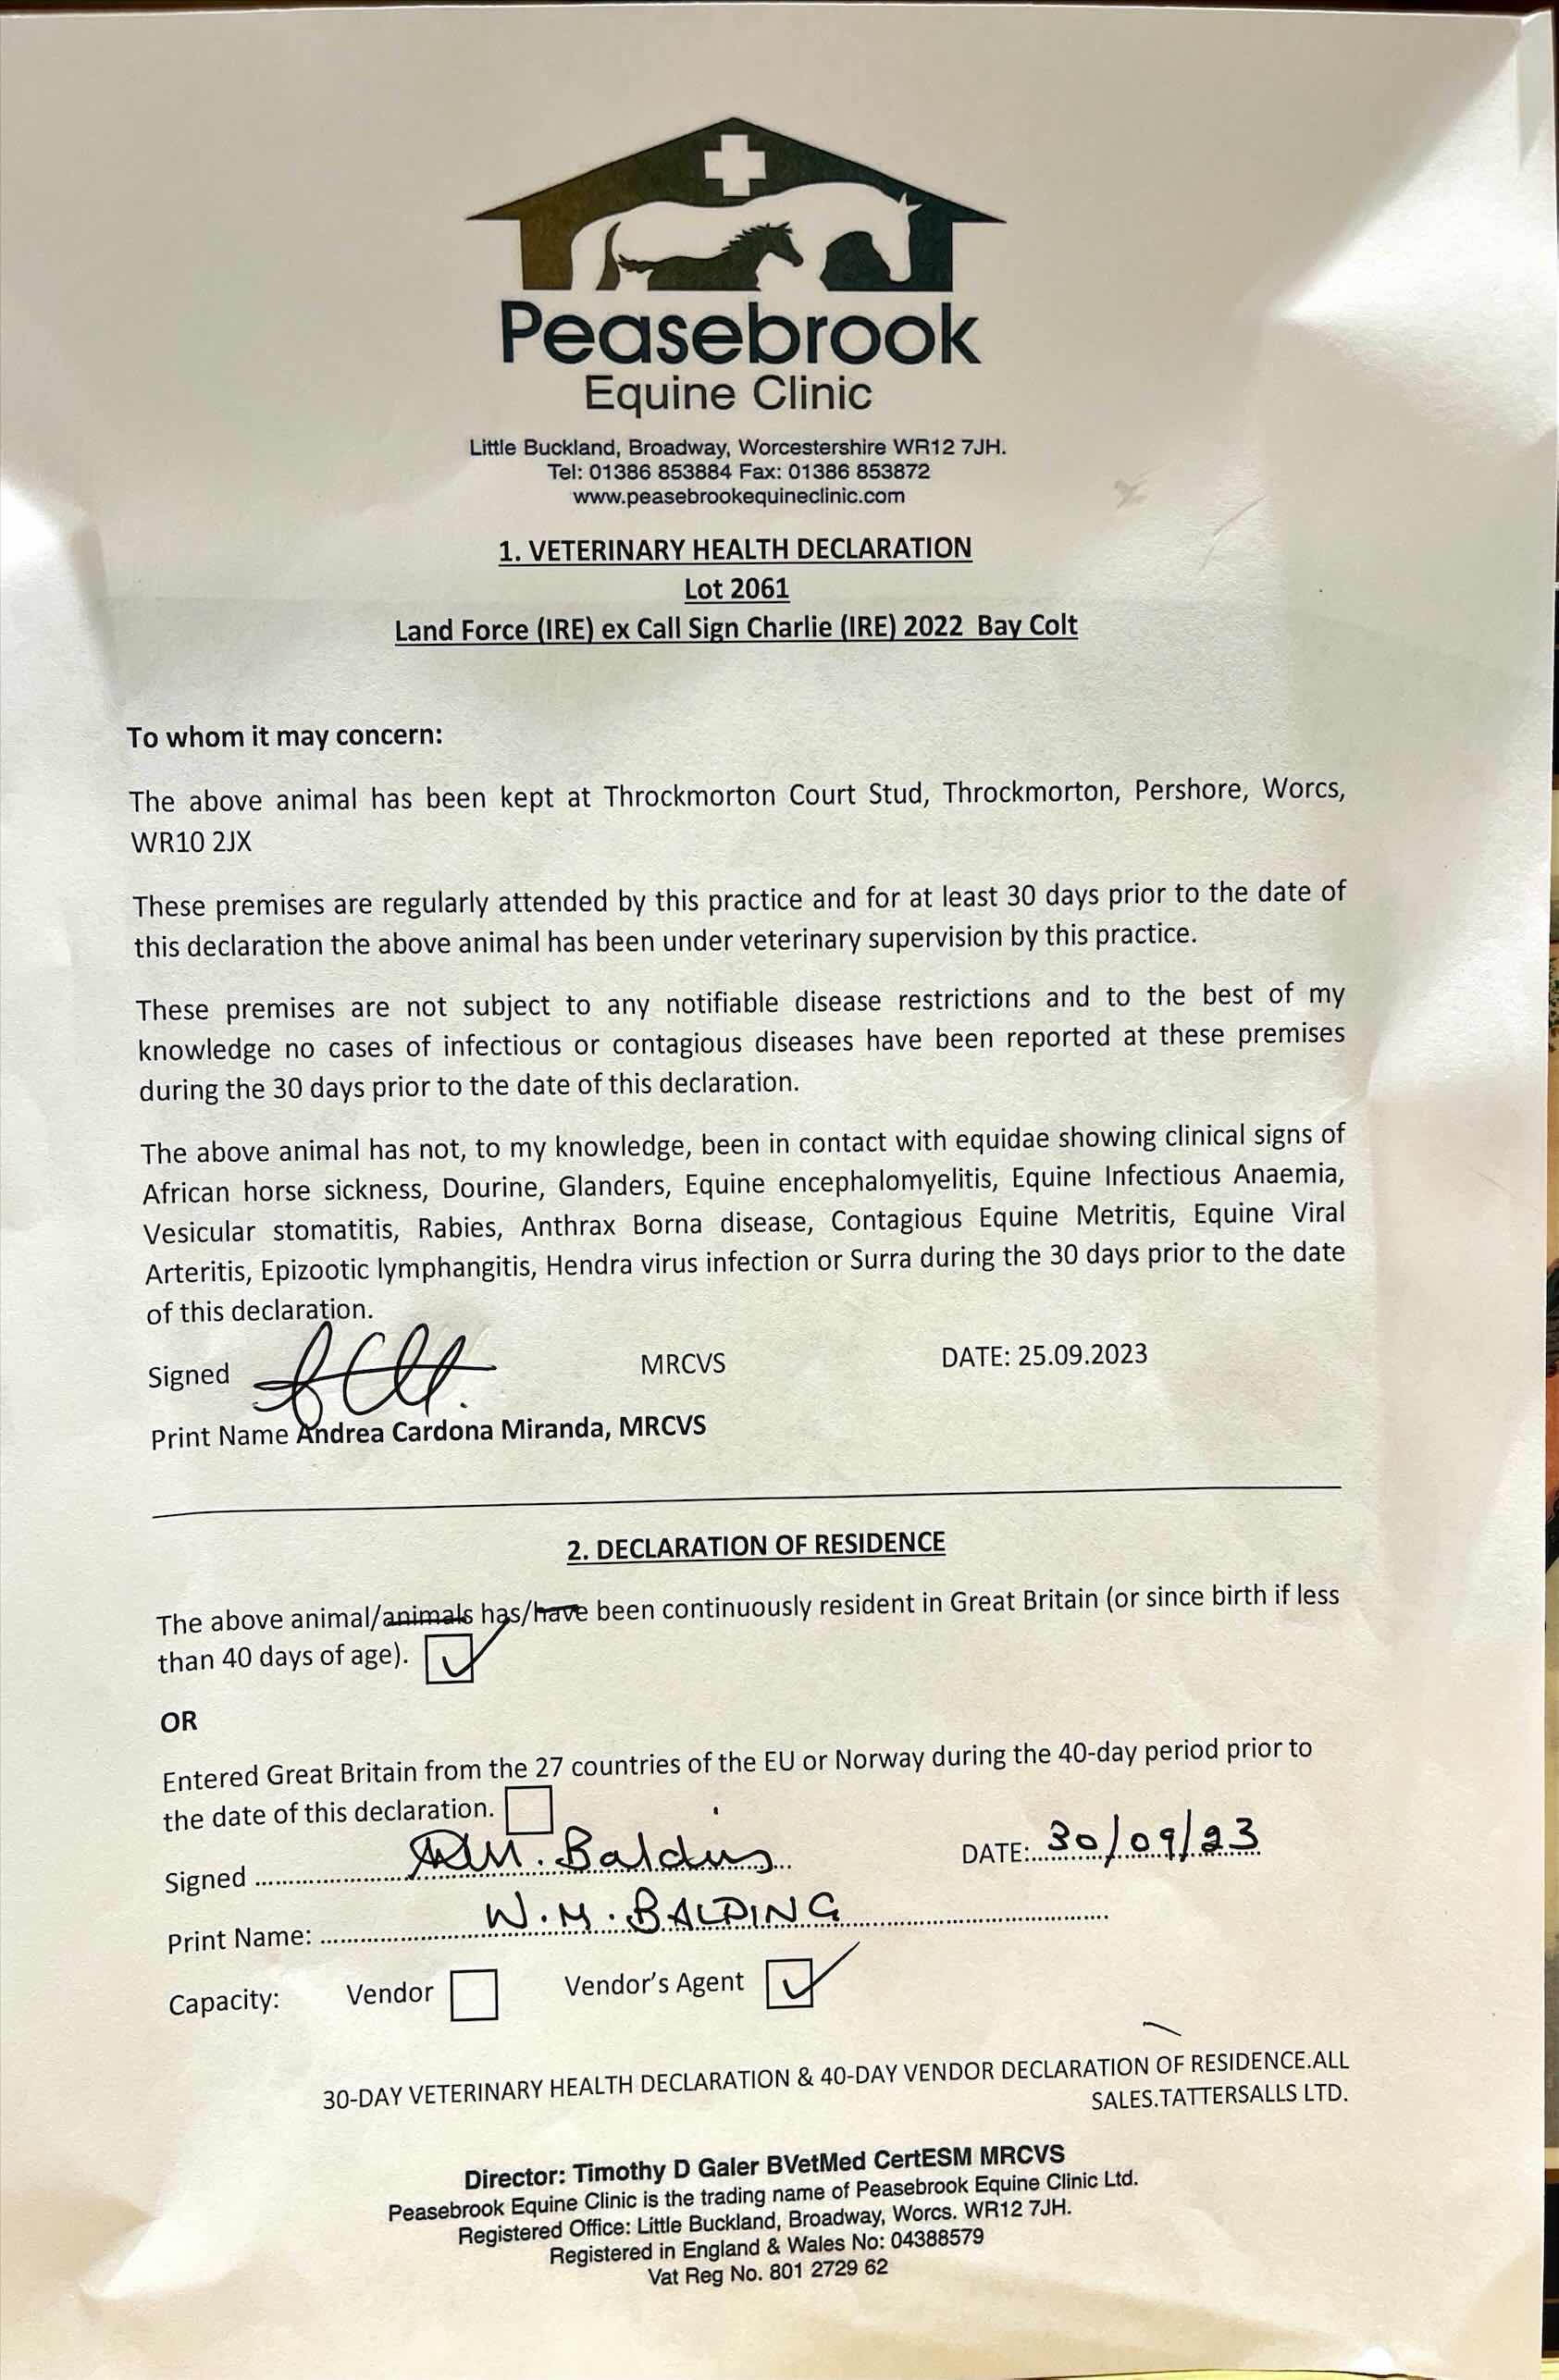 Peasebrook
Equine Clinic
Little Buckland, Broadway, Worcestershire WR12 7JH.
Tel: 01386 853884 Fax: 01386 853872
www.peasebrookequineclinic.com
1. VETERINARY HEALTH DECLARATION
Lot 2061
Land Force (IRE) ex Call Sign Charlie (IRE) 2022 Bay Colt
To whom it may concern:
The above animal has been kept at Throckmorton Court Stud, Throckmorton, Pershore, Worcs,
WR10 2JX
These premises are regularly attended by this practice and for at least 30 days prior to the date of
this declaration the above animal has been under veterinary supervision by this practice.
These premises are not subject to any notifiable disease restrictions and to the best of my
knowledge no cases of infectious or contagious diseases have been reported at these premises
during the 30 days prior to the date of this declaration.
The above animal has not, to my knowledge, been in contact with equidae showing clinical signs of
African horse sickness, Dourine, Glanders, Equine encephalomyelitis, Equine Infectious Anaemia,
Vesicular stomatitis, Rabies, Anthrax Borna disease, Contagious Equine Metritis, Equine Viral
Arteritis, Epizootic lymphangitis, Hendra virus infection or Surra during the 30 days prior to the date
of this declaration.
Signed MRCVS DATE: 25.09.2023
Print Name Andrea Cardona Miranda, MRCVS
2. DECLARATION OF RESIDENCE
The above animal/animals has/have been continuously resident in Great Britain (or since birth if less
than 40 days of age).
OR
Entered Great Britain from the 27 countries of the EU or Norway during the 40-day period prior to
the date of this declaration.
Signed DATE: 30/09/23
Print Name: W.M. BALDING
Capacity: Vendor Vendor's Agent
30-DAY VETERINARY HEALTH DECLARATION & 40-DAY VENDOR DECLARATION OF RESIDENCE.ALL
SALES.TATTERSALLS LTD.
Director: Timothy D Galer BVetMed CertESM MRCVS
Peasebrook Equine Clinic is the trading name of Peasebrook Equine Clinic Ltd.
Registered Office: Little Buckland, Broadway, Worcs. WR12 7JH.
Registered in England & Wales No: 04388579
Vat Reg No. 801 2729 62